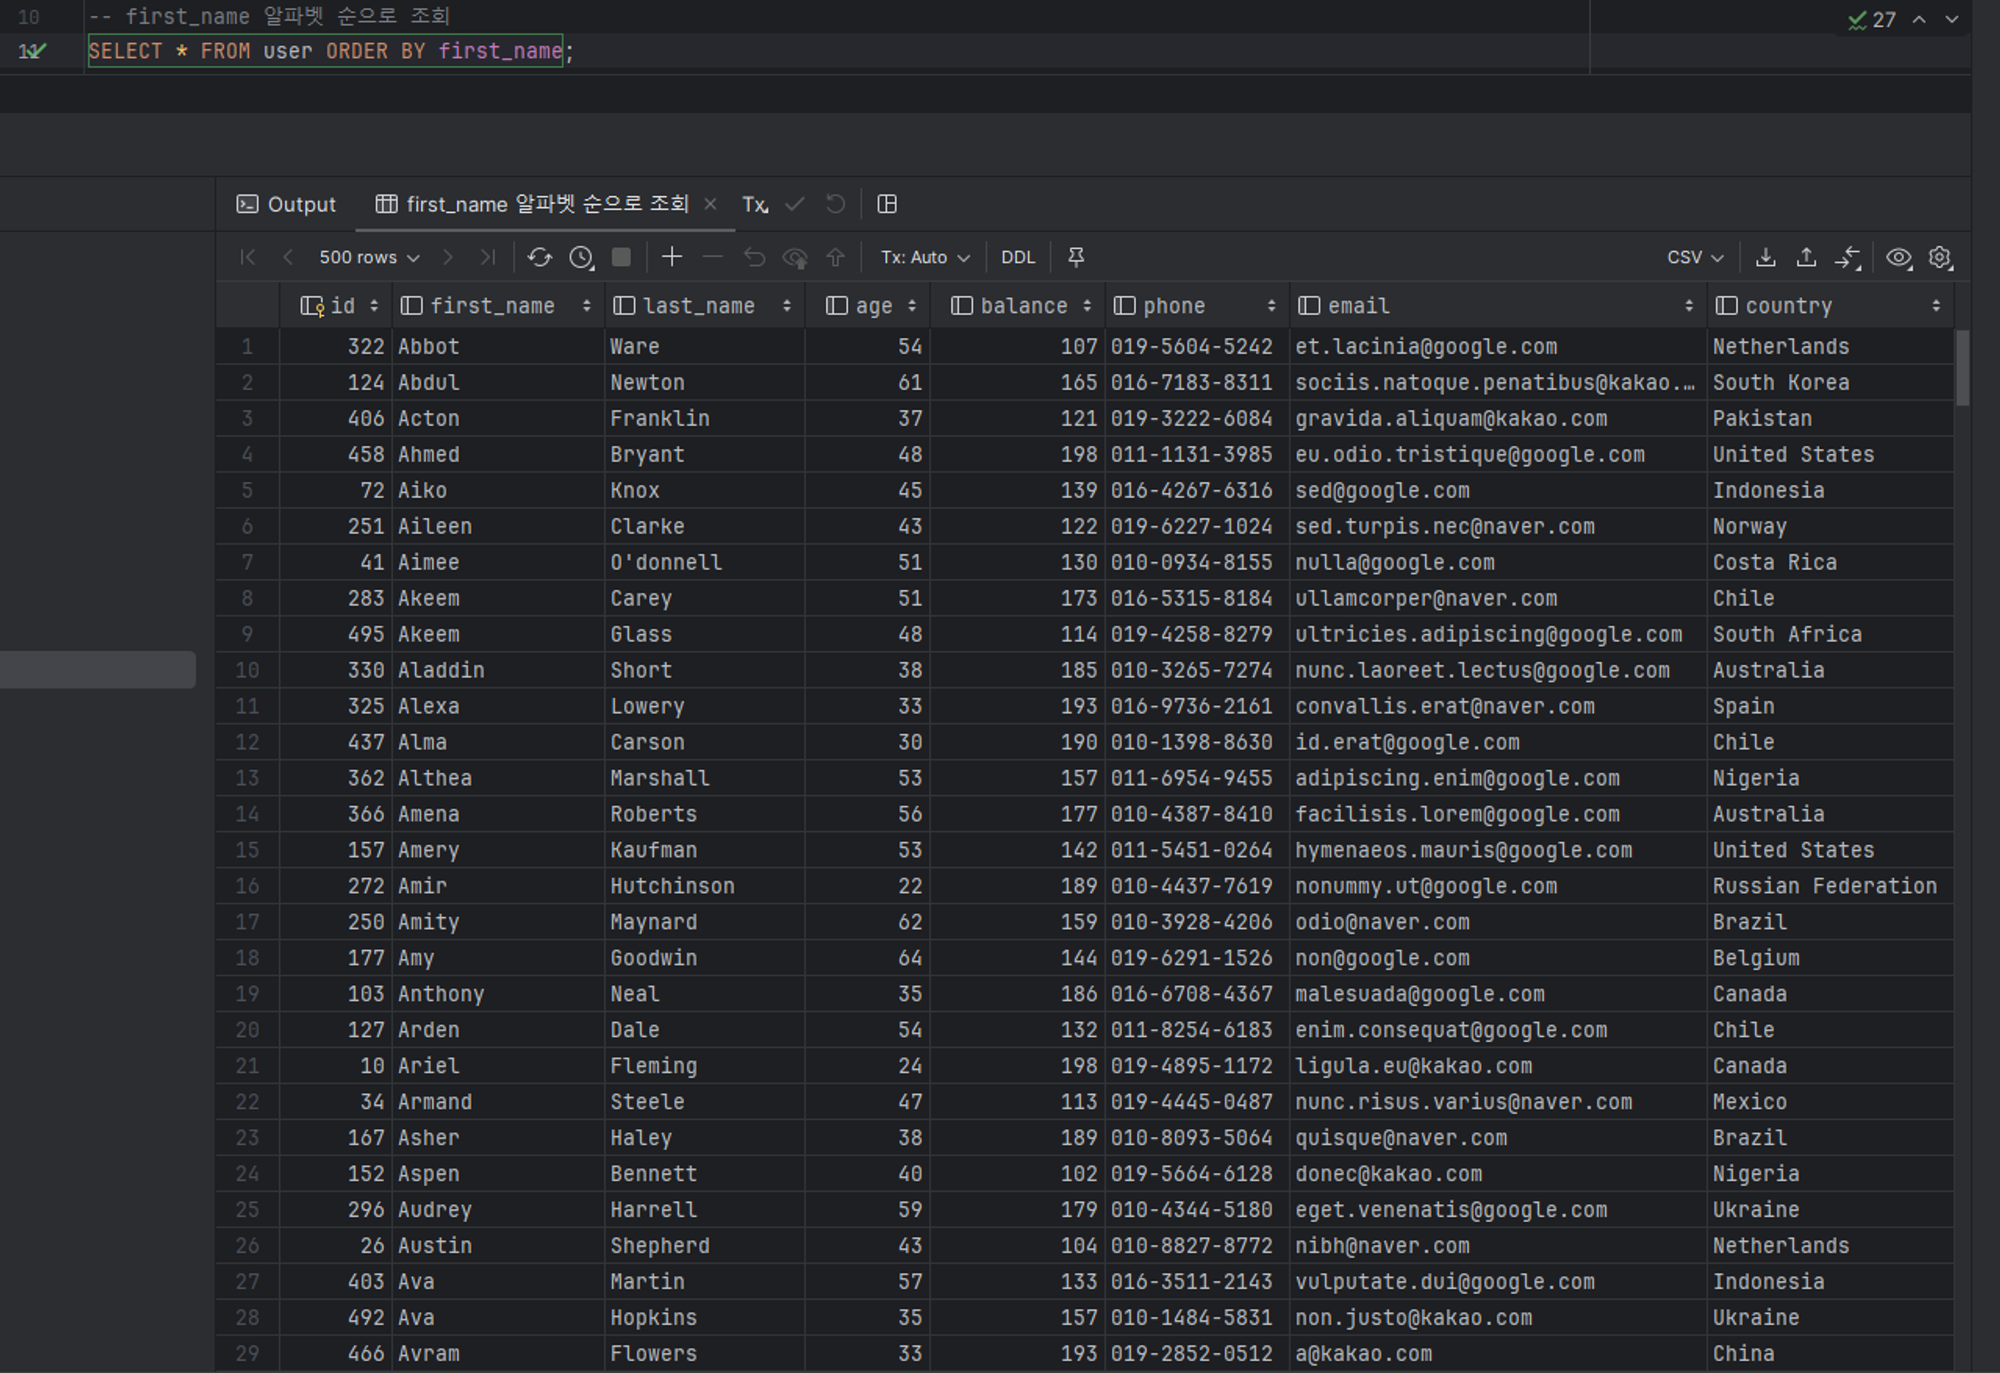 10 -- first_name 알파벳 순으로 조회
11 SELECT * FROM user ORDER BY first_name;
27
Output first_name 알파벳 순으로 조회 Tx
500 rows Tx: Auto DDL CSV
id first_name last_name age balance phone email country
1 322 Abbot Ware 54 107 019-5604-5242 et.lacinia@google.com Netherlands
2 124 Abdul Newton 61 165 016-7183-8311 sociis.natoque.penatibus@kakao.… South Korea
3 406 Acton Franklin 37 121 019-3222-6084 gravida.aliquam@kakao.com Pakistan
4 458 Ahmed Bryant 48 198 011-1131-3985 eu.odio.tristique@google.com United States
5 72 Aiko Knox 45 139 016-4267-6316 sed@google.com Indonesia
6 251 Aileen Clarke 43 122 019-6227-1024 sed.turpis.nec@naver.com Norway
7 41 Aimee O'donnell 51 130 010-0934-8155 nulla@google.com Costa Rica
8 283 Akeem Carey 51 173 016-5315-8184 ullamcorper@naver.com Chile
9 495 Akeem Glass 48 114 019-4258-8279 ultricies.adipiscing@google.com South Africa
10 330 Aladdin Short 38 185 010-3265-7274 nunc.laoreet.lectus@google.com Australia
11 325 Alexa Lowery 33 193 016-9736-2161 convallis.erat@naver.com Spain
12 437 Alma Carson 30 190 010-1398-8630 id.erat@google.com Chile
13 362 Althea Marshall 53 157 011-6954-9455 adipiscing.enim@google.com Nigeria
14 366 Amena Roberts 56 177 010-4387-8410 facilisis.lorem@google.com Australia
15 157 Amery Kaufman 53 142 011-5451-0264 hymenaeos.mauris@google.com United States
16 272 Amir Hutchinson 22 189 010-4437-7619 nonummy.ut@google.com Russian Federation
17 250 Amity Maynard 62 159 010-3928-4206 odio@naver.com Brazil
18 177 Amy Goodwin 64 144 019-6291-1526 non@google.com Belgium
19 103 Anthony Neal 35 186 016-6708-4367 malesuada@google.com Canada
20 127 Arden Dale 54 132 011-8254-6183 enim.consequat@google.com Chile
21 10 Ariel Fleming 24 198 019-4895-1172 ligula.eu@kakao.com Canada
22 34 Armand Steele 47 113 019-4445-0487 nunc.risus.varius@naver.com Mexico
23 167 Asher Haley 38 189 010-8093-5064 quisque@naver.com Brazil
24 152 Aspen Bennett 40 102 019-5664-6128 donec@kakao.com Nigeria
25 296 Audrey Harrell 59 179 010-4344-5180 eget.venenatis@google.com Ukraine
26 26 Austin Shepherd 43 104 010-8827-8772 nibh@naver.com Netherlands
27 403 Ava Martin 57 133 016-3511-2143 vulputate.dui@google.com Indonesia
28 492 Ava Hopkins 35 157 010-1484-5831 non.justo@kakao.com Ukraine
29 466 Avram Flowers 33 193 019-2852-0512 a@kakao.com China